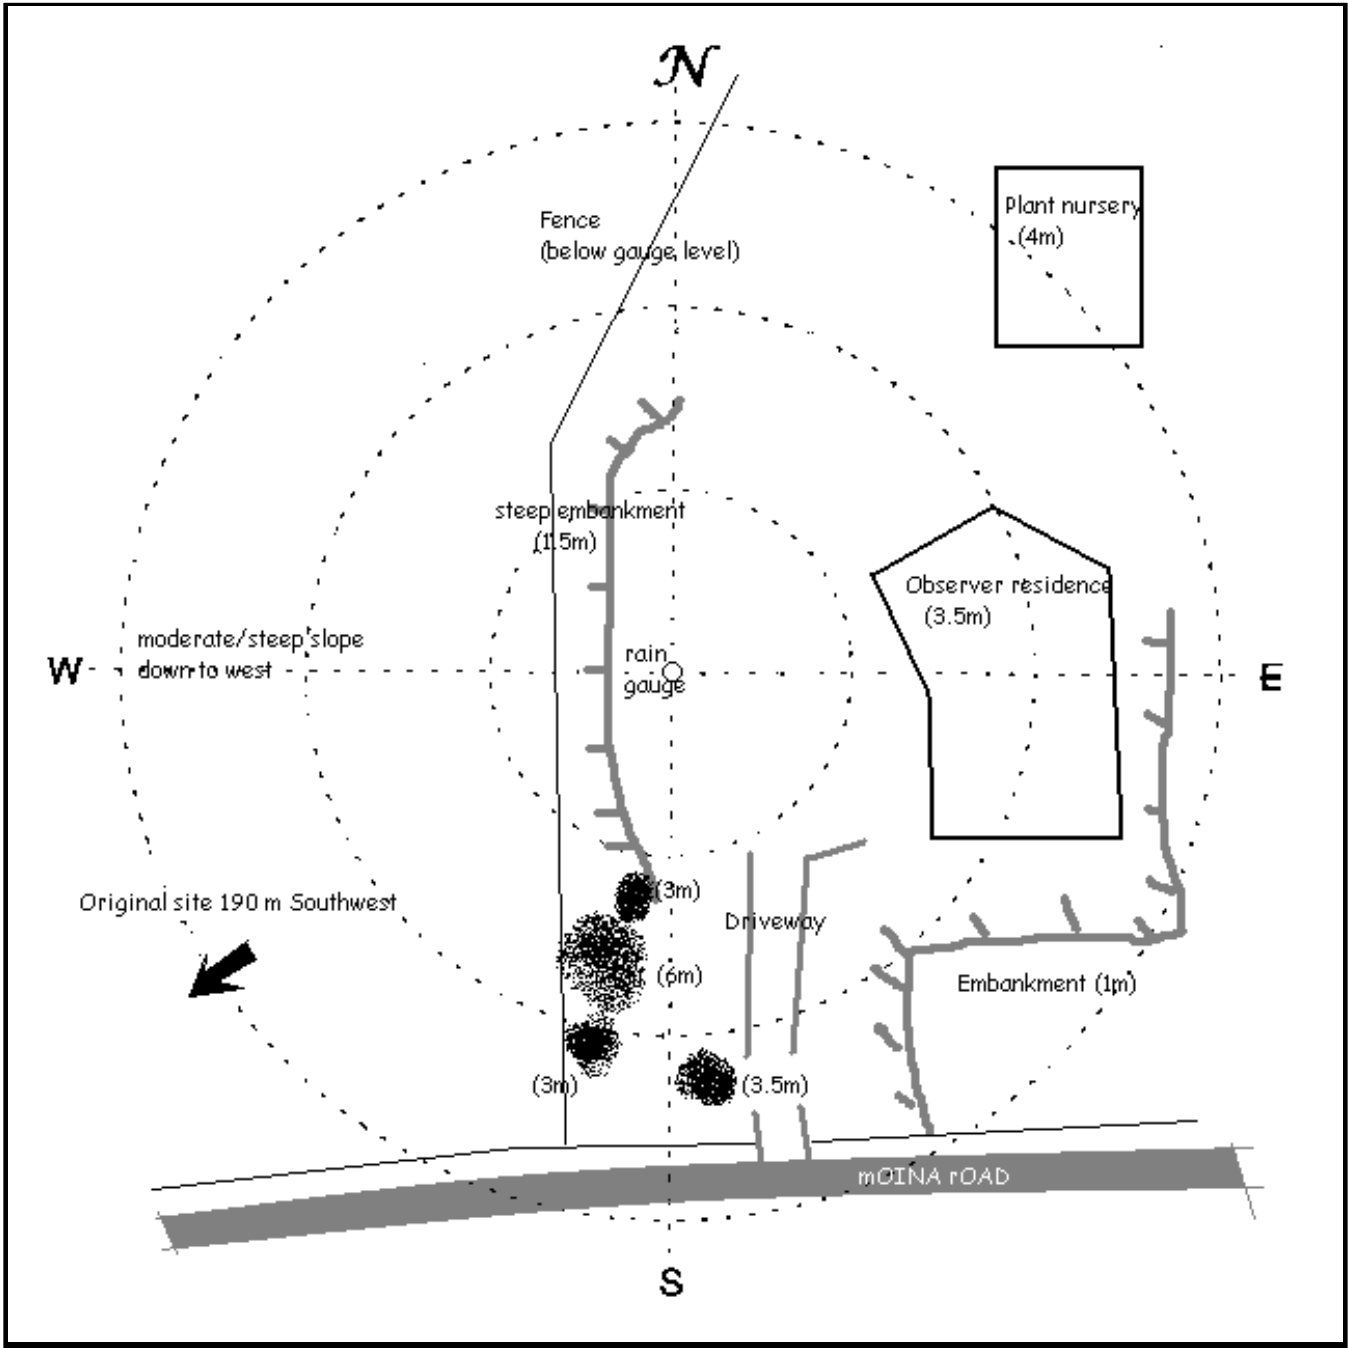 N
Fence
(below gauge level)
Plant nursery
(4m)
steep embankment
(1.5m)
Observer residence
(3.5m)
moderate/steep slope
down to west
W
rain
gauge
E
Original site 190 m Southwest
(3m)
Driveway
(6m)
Embankment (1m)
(3m)
(3.5m)
mOINA rOAD
S